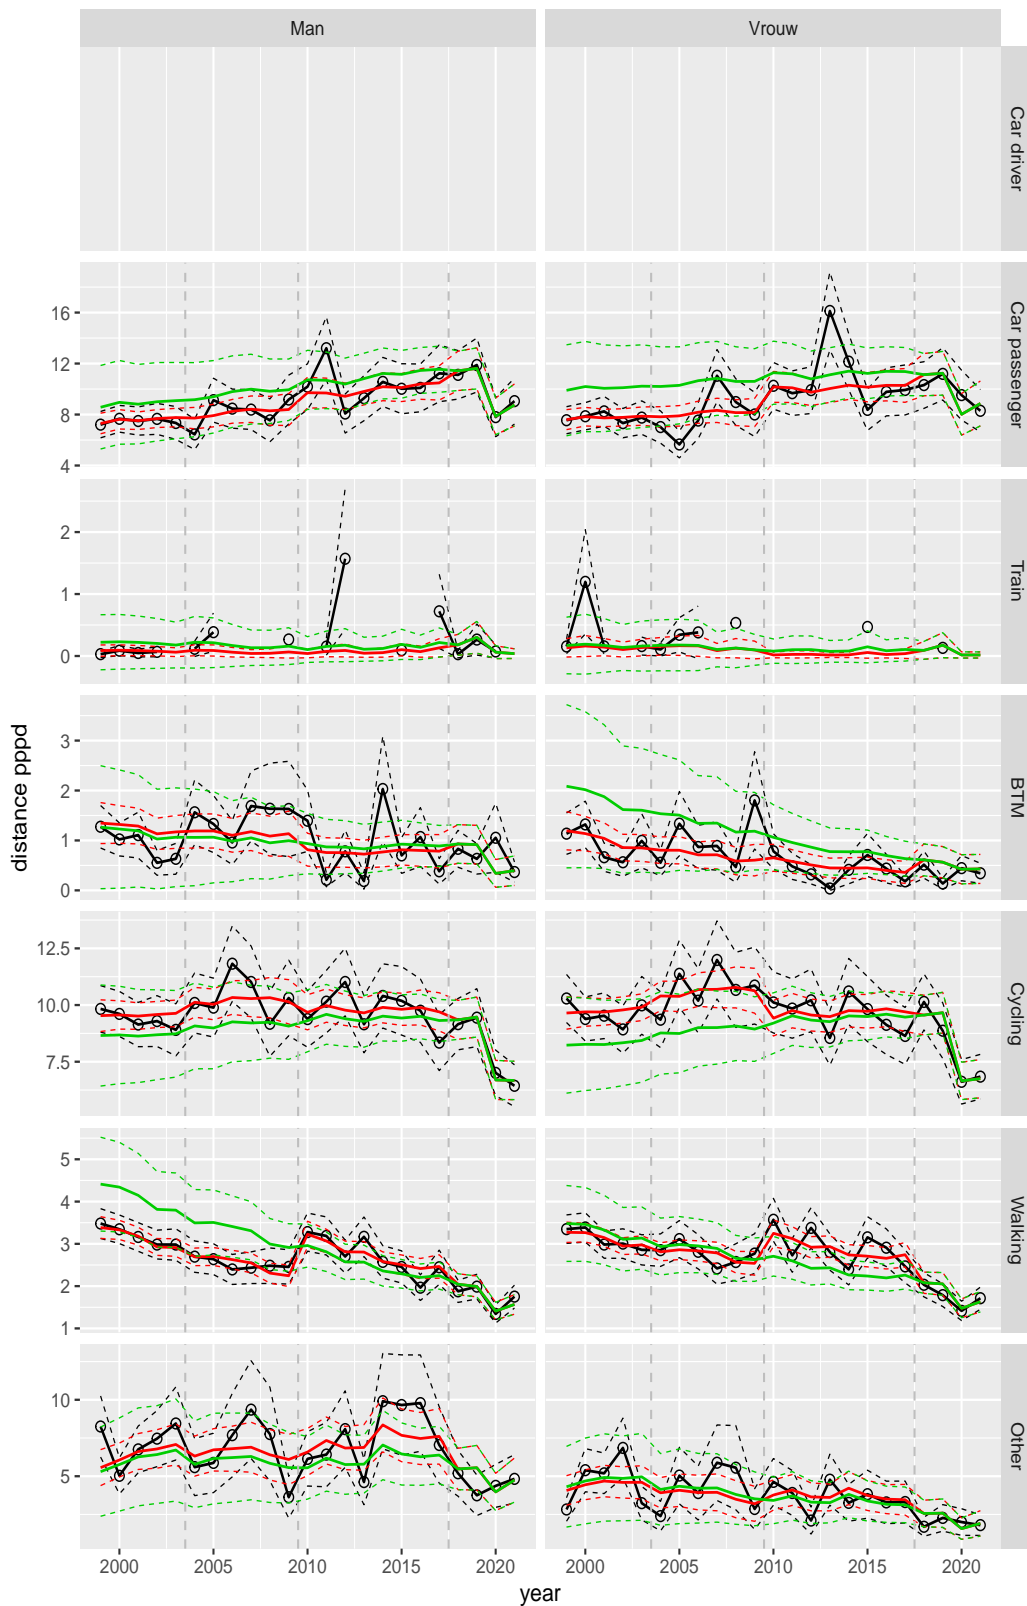 Man Vrouw
Car driver
16
12
8
4
Car passenger
2
1
0
Train
3
2
1
0
BTM
12.5
10.0
7.5
Cycling
5
4
3
2
1
Walking
10
5
Other
2000 2005 2010 2015 2020 2000 2005 2010 2015 2020
year
distance pppd